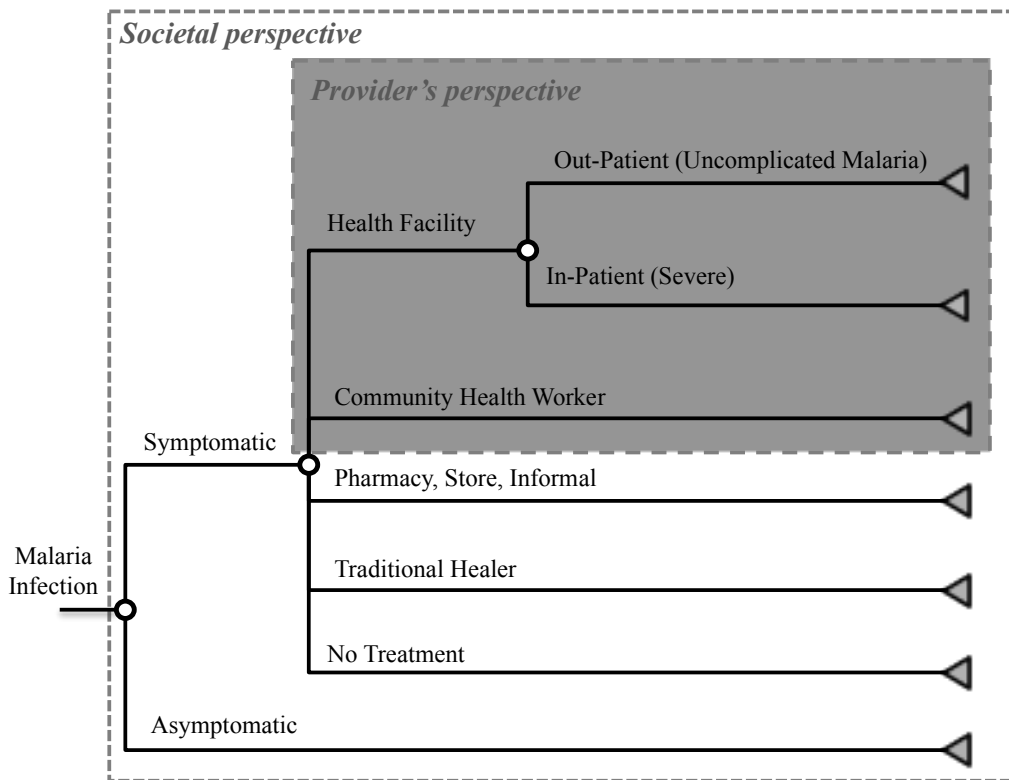 Societal perspective
Provider’s perspective
Out-Patient (Uncomplicated Malaria)
Health Facility
In-Patient (Severe)
Community Health Worker
Symptomatic
Pharmacy, Store, Informal
Malaria
Infection
Traditional Healer
No Treatment
Asymptomatic